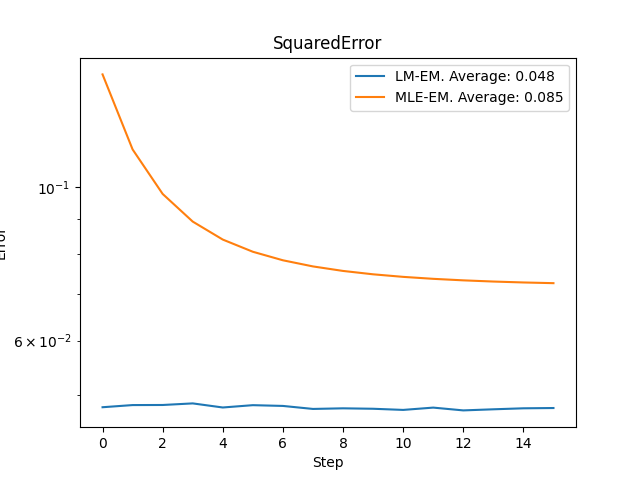 SquaredError
LM-EM. Average: 0.048
MLE-EM. Average: 0.085
10⁻¹
6 × 10⁻²
Error
0 2 4 6 8 10 12 14
Step